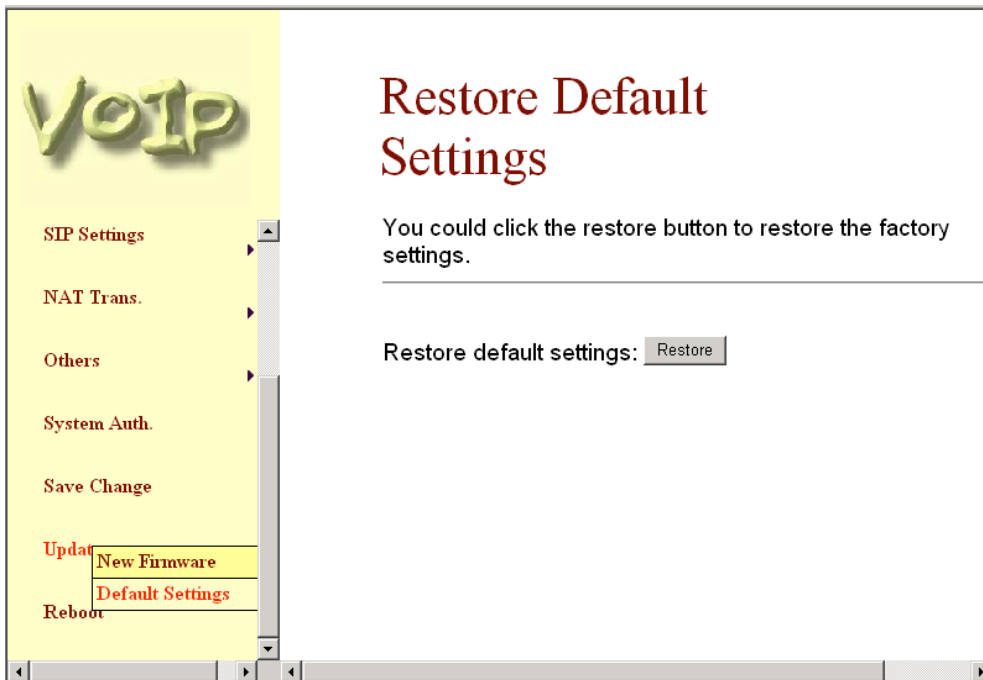 VoIP
SIP Settings
NAT Trans.
Others
System Auth.
Save Change
Updat
New Firmware
Default Settings
Reboot
Restore Default
Settings
You could click the restore button to restore the factory
settings.
Restore default settings: Restore